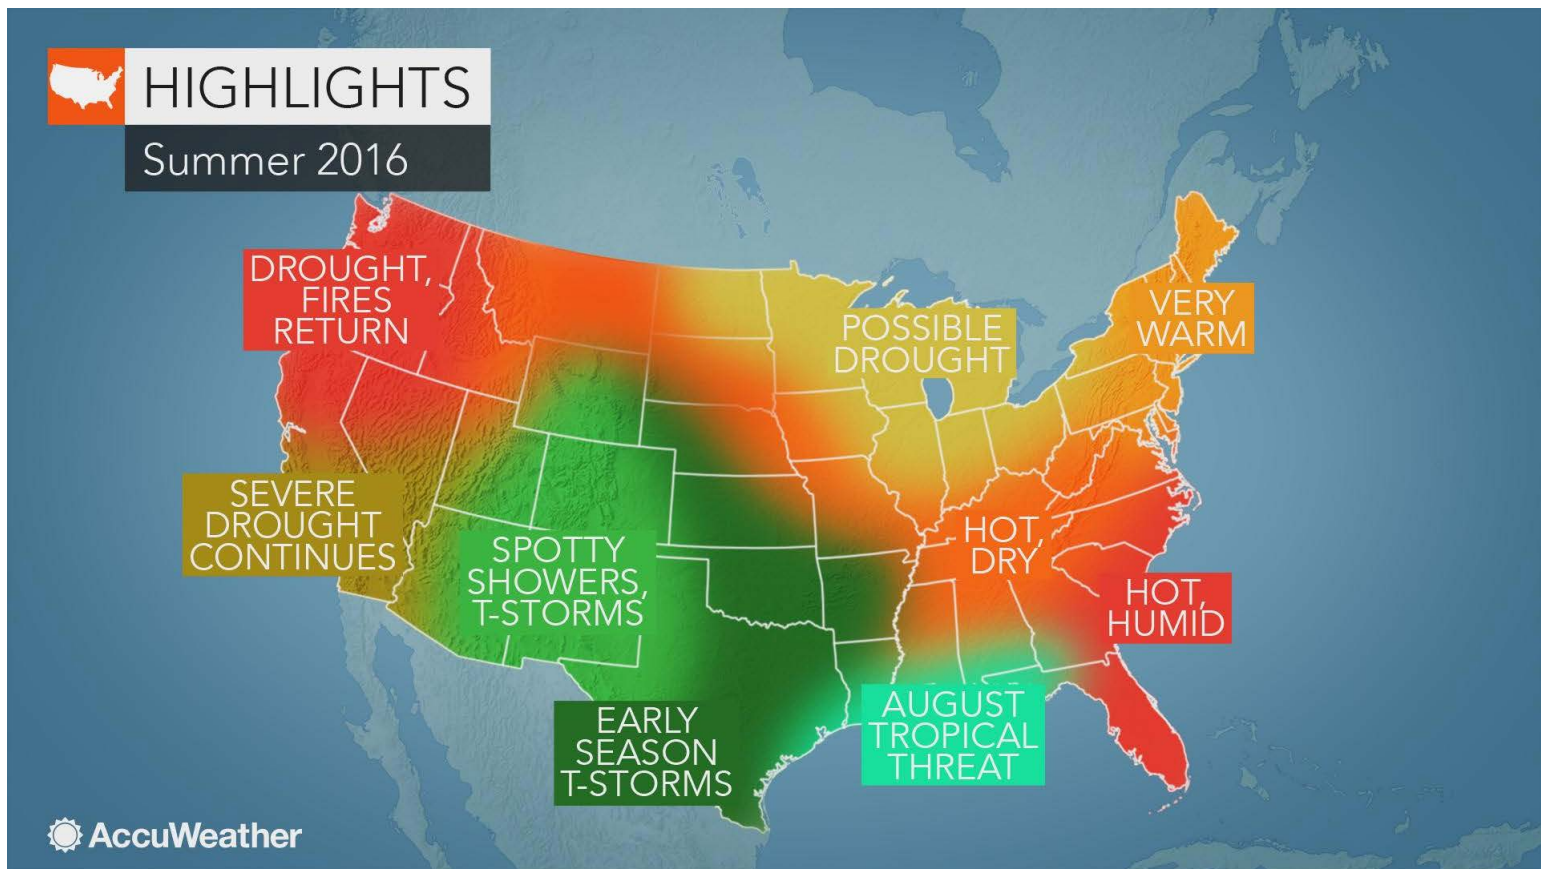 HIGHLIGHTS
Summer 2016
DROUGHT,
FIRES
RETURN
VERY
WARM
POSSIBLE
DROUGHT
SEVERE
DROUGHT
CONTINUES
SPOTTY
SHOWERS,
T-STORMS
HOT,
DRY
HOT,
HUMID
EARLY
SEASON
T-STORMS
AUGUST
TROPICAL
THREAT
AccuWeather